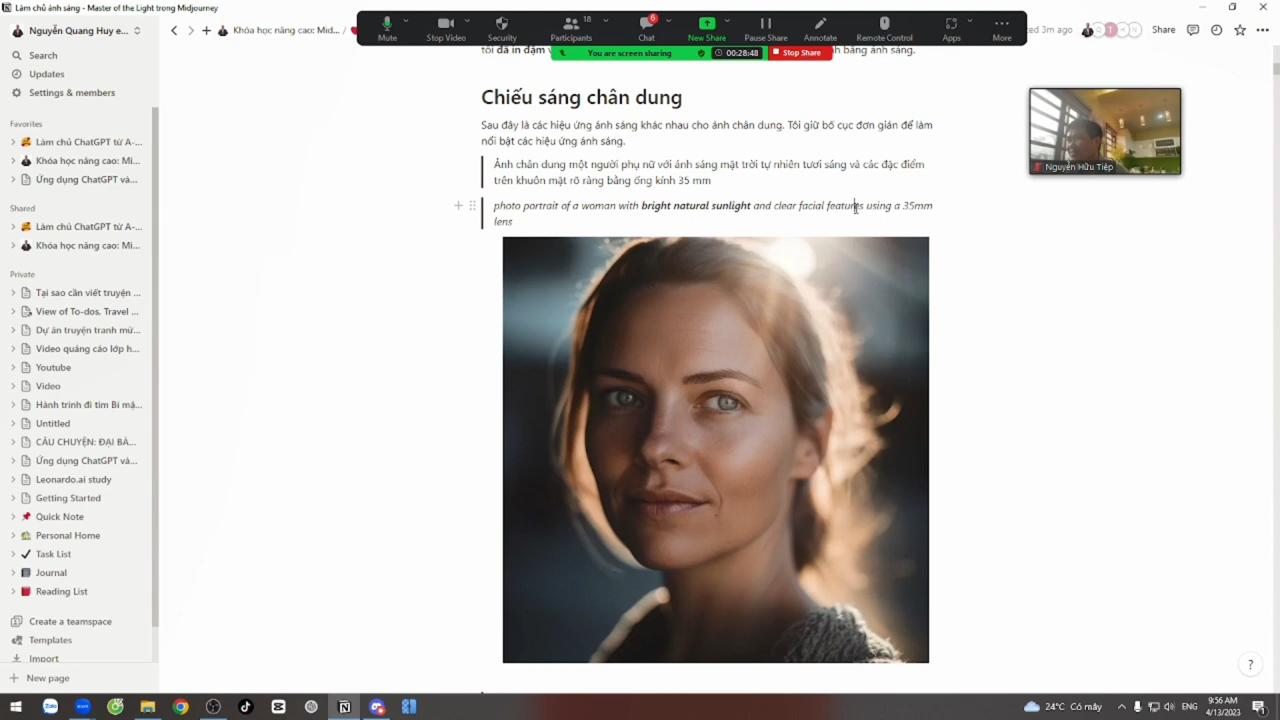 Làm chủ ánh sáng - Master of the Light trong Midjourney
Nguyễn Quang Huy e...
Khóa học nâng cao: Mid... /
Mute
Stop Video
Security
Participants
18
Chat
6
New Share
Pause Share
Annotate
Remote Control
Apps
More
ed 3m ago
Share
You are screen sharing
00:28:48
Stop Share
Search
Updates
Settings & members
Favorites
Làm chủ ChatGPT từ A-...
Khóa học nâng cao: Mi...
Ứng dụng ChatGPT và...
Shared
Làm chủ ChatGPT từ A-...
Khóa học nâng cao: Mi...
Private
Tại sao cần viết truyện ...
View of To-dos, Travel ...
Dự án truyện tranh mừ...
Video quảng cáo lớp h...
Youtube
Video
Hành trình đi tìm Bí mậ...
Untitled
CÂU CHUYỆN: ĐẠI BÀ...
Ứng dụng ChatGPT và...
Leonardo.ai study
Getting Started
Quick Note
Personal Home
Task List
Journal
Reading List
Create a teamspace
Templates
Import
New page
tôi đã in đậm
h bằng ánh sáng.
Chiếu sáng chân dung
Sau đây là các hiệu ứng ánh sáng khác nhau cho ảnh chân dung. Tôi giữ bố cục đơn giản để làm
nổi bật các hiệu ứng ánh sáng.
Ảnh chân dung một người phụ nữ với ánh sáng mặt trời tự nhiên tươi sáng và các đặc điểm
trên khuôn mặt rõ ràng bằng ống kính 35 mm
photo portrait of a woman with bright natural sunlight and clear facial features using a 35mm
lens
Nguyễn Hữu Tiệp
?
Zalo
zoom
24°C Có mây
ENG
9:56 AM
4/13/2023